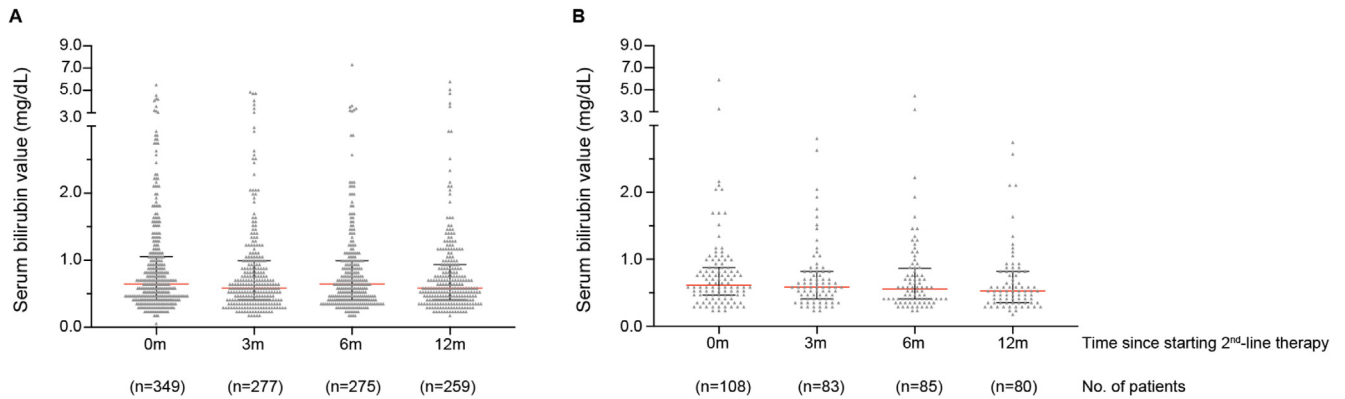 A
B
Serum bilirubin value (mg/dL)
9.0
7.0
5.0
3.0
2.0
1.0
0.0
0m 3m 6m 12m
(n=349) (n=277) (n=275) (n=259)
Serum bilirubin value (mg/dL)
9.0
7.0
5.0
3.0
2.0
1.0
0.0
0m 3m 6m 12m Time since starting 2nd-line therapy
(n=108) (n=83) (n=85) (n=80) No. of patients